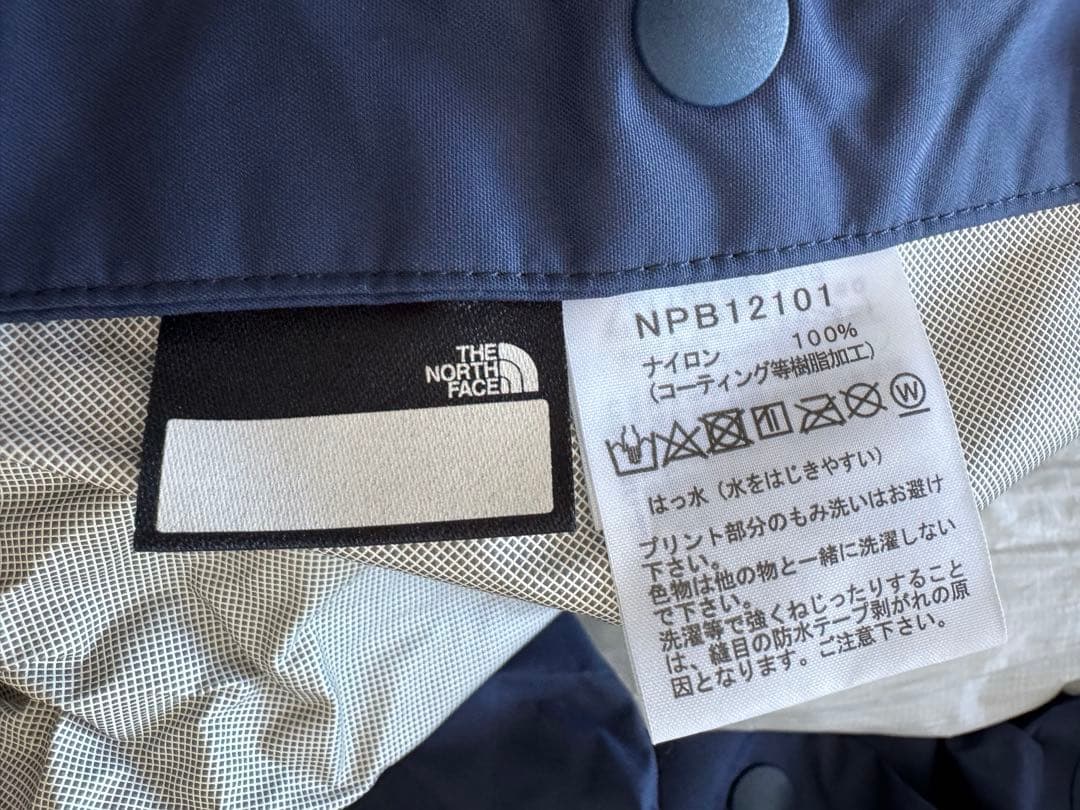 THE
NORTH
FACE
NPB12101
ナイロン 100%
(コーティング等樹脂加工)
W
はっ水(水をはじきやすい)
プリント部分のもみ洗いはお避け
下さい。
色物は他の物と一緒に洗濯しない
で下さい。
洗濯等で強くねじったりすること
は、縫目の防水テープ剥がれの原
因となります。ご注意下さい。